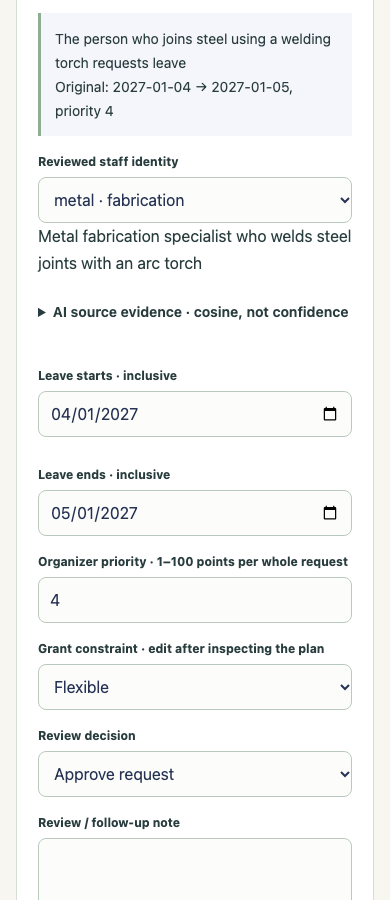 The person who joins steel using a welding
torch requests leave
Original: 2027-01-04 → 2027-01-05,
priority 4
Reviewed staff identity
metal · fabrication
Metal fabrication specialist who welds steel
joints with an arc torch
▶ AI source evidence · cosine, not confidence
Leave starts · inclusive
04/01/2027
Leave ends · inclusive
05/01/2027
Organizer priority · 1–100 points per whole request
4
Grant constraint · edit after inspecting the plan
Flexible
Review decision
Approve request
Review / follow-up note